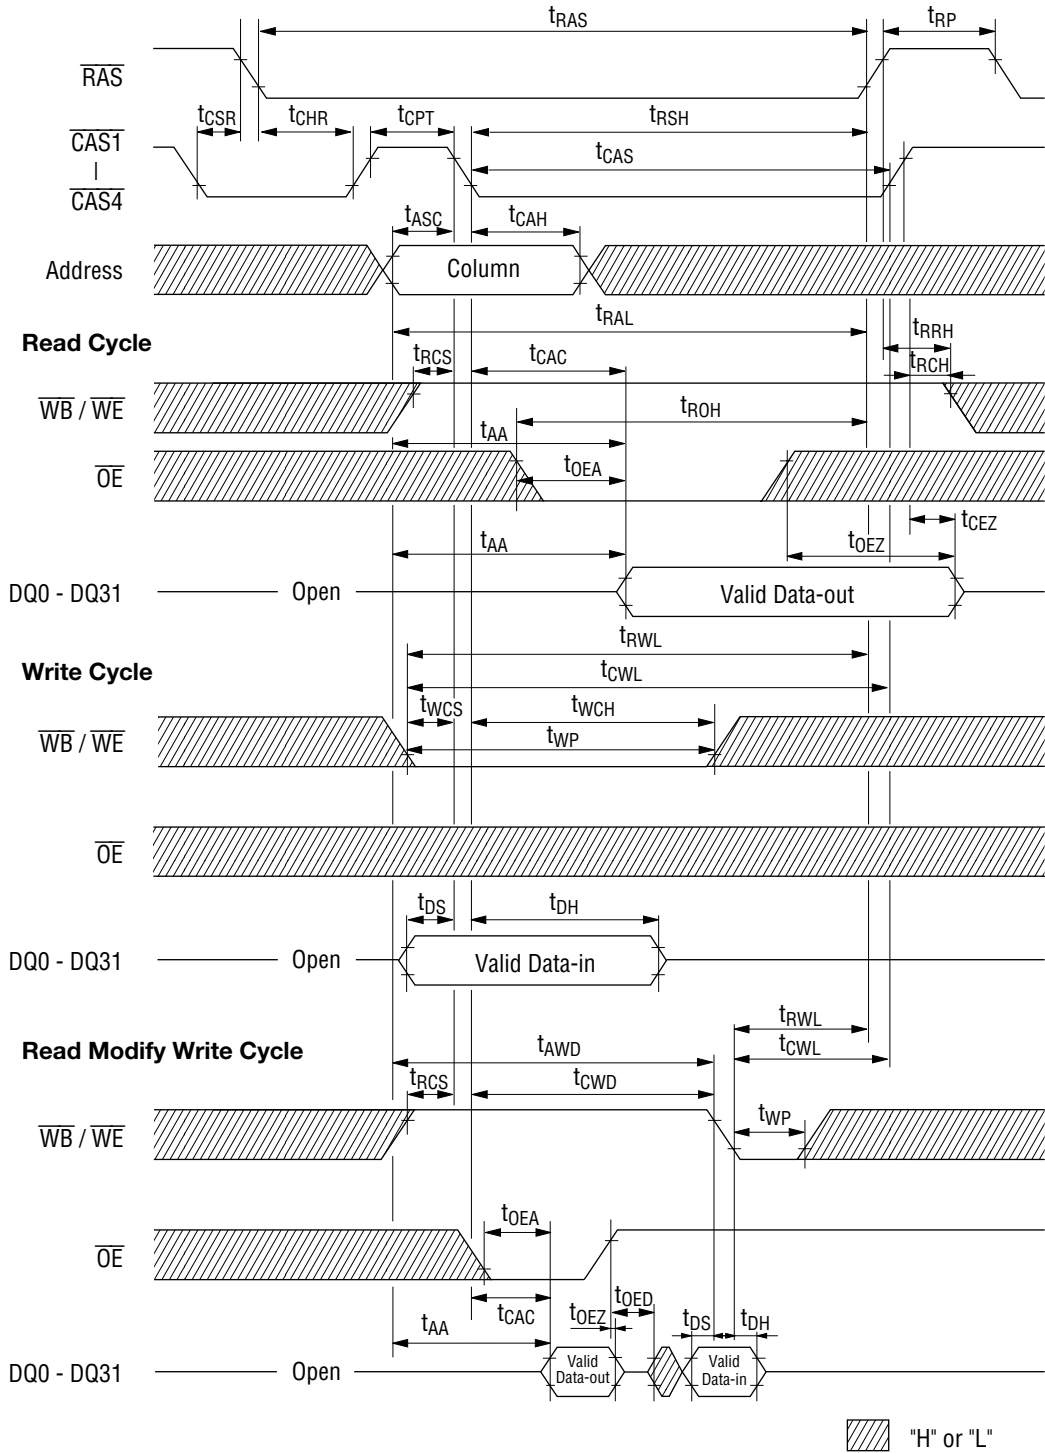 tRAS tRP
RAS
tCSR tCHR tCPT tRSH
CAS1
|
CAS4
tCAS
tASC tCAH
Address Column
tRAL
Read Cycle
tRRH
tRCS tCAC tRCH
WB / WE
tROH
tAA
OE
tOEA
tCEZ
tAA tOEZ
DQ0 - DQ31 Open Valid Data-out
tRWL
Write Cycle
tCWL
tWCS tWCH
WB / WE
tWP
OE
tDS tDH
DQ0 - DQ31 Open Valid Data-in
tRWL
Read Modify Write Cycle
tAWD tCWL
tRCS tCWD
WB / WE
tWP
tOEA
OE
tCAC tOED
tAA tOEZ tDS tDH
DQ0 - DQ31 Open Valid Data-out Valid Data-in
"H" or "L"